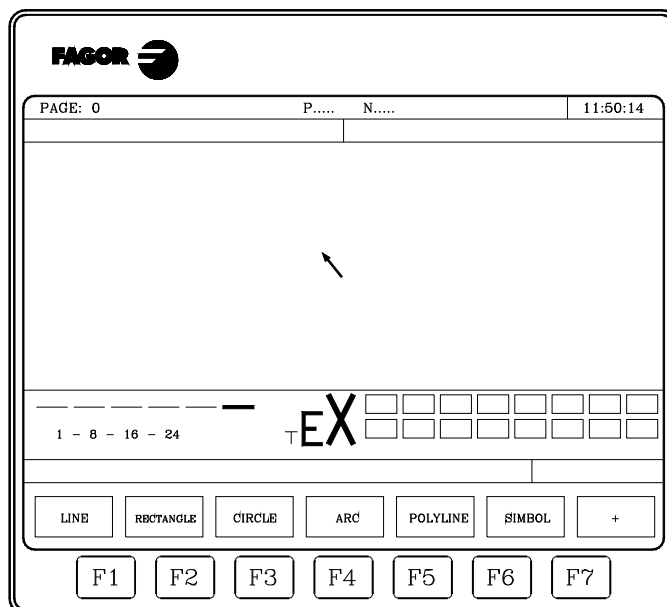 FAGOR
PAGE: 0 P..... N..... 11:50:14
1 - 8 - 16 - 24 TEX
LINE RECTANGLE CIRCLE ARC POLYLINE SIMBOL +
F1 F2 F3 F4 F5 F6 F7